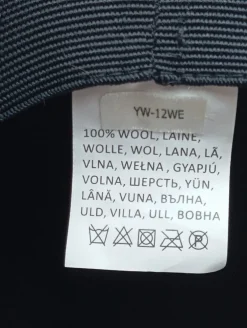 YW-12WE
100% WOOL, LAINE,
WOLLE, WOL, LANA, LÃ,
VLNA, WEŁNA , GYAPJÚ,
VOLNA, ШЕРСТЬ, YÜN,
LÂNĂ, VUNA, ВЪЛНА,
ULD, VILLA, ULL, ВОВНА